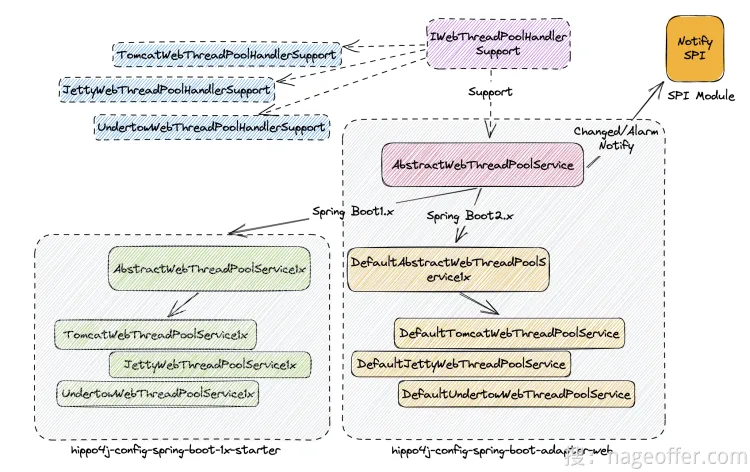 IWebThreadPoolHandler
Support
TomcatWebThreadPoolHandlerSupport
JettyWebThreadPoolHandlerSupport
UndertowWebThreadPoolHandlerSupport
Notify
SPI
SPI Module
Support
Changed/Alarm
Notify
AbstractWebThreadPoolService
Spring Boot1.x
Spring Boot2.x
AbstractWebThreadPoolService1x
DefaultAbstractWebThreadPoolS
ervice1x
TomcatWebThreadPoolService1x
JettyWebThreadPoolService1x
UndertowWebThreadPoolService1x
DefaultTomcatWebThreadPoolService
DefaultJettyWebThreadPoolService
DefaultUndertowWebThreadPoolService
hippo4j-config-spring-boot-1x-starter
hippo4j-config-spring-boot-adapter-web
搜：nageoffer.com